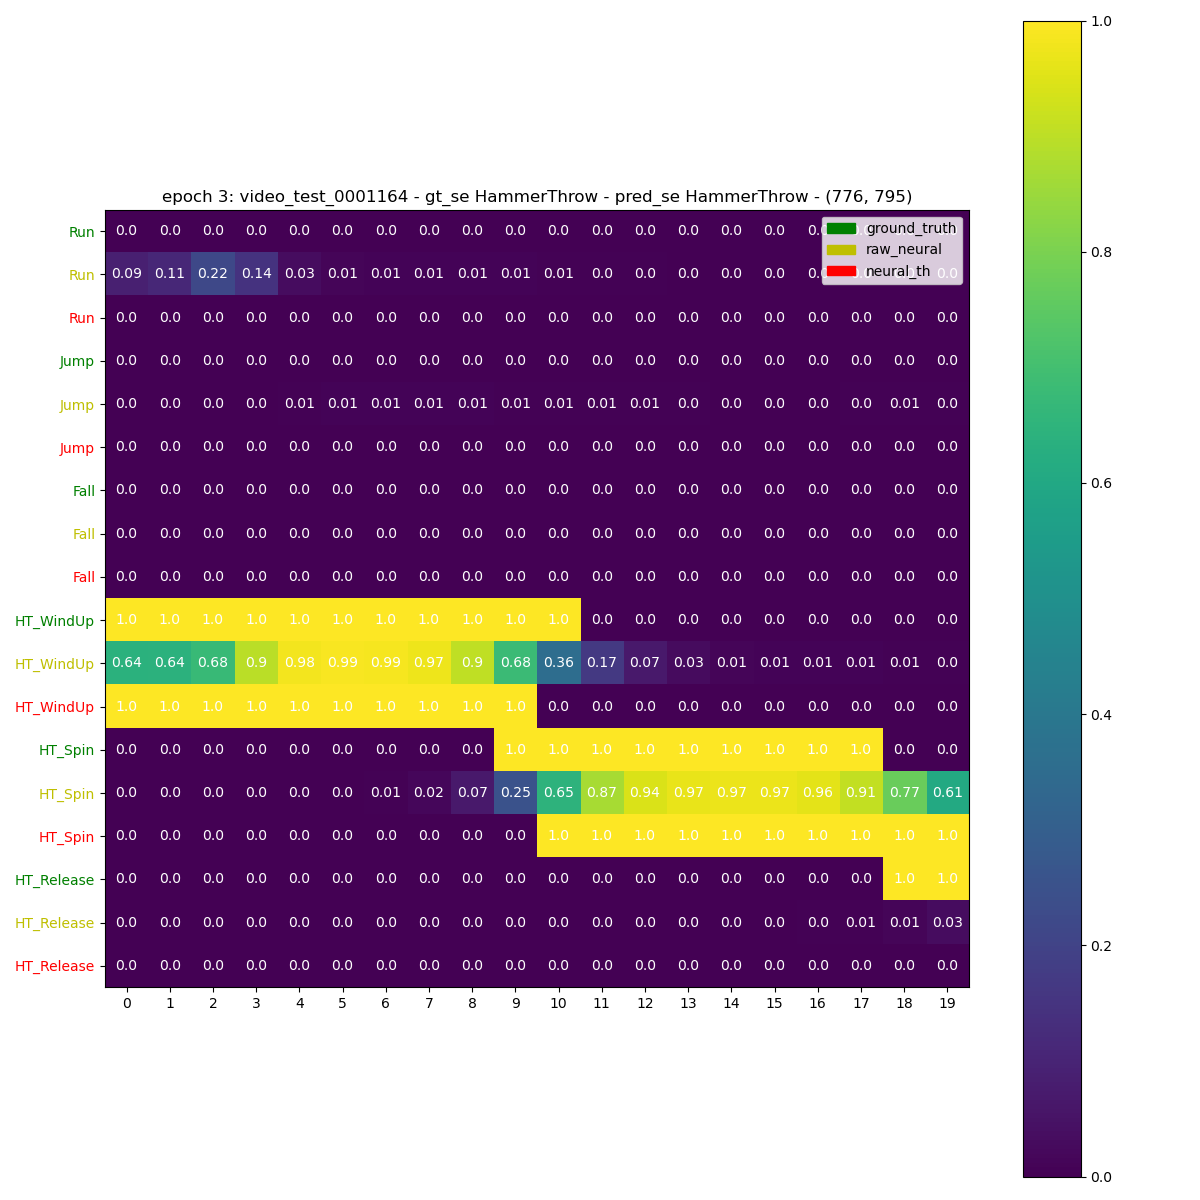 1.0
epoch 3: video_test_0001164 - gt_se HammerThrow - pred_se HammerThrow - (776, 795)
ground_truth
raw_neural
neural_th
Run 0.0 0.0 0.0 0.0 0.0 0.0 0.0 0.0 0.0 0.0 0.0 0.0 0.0 0.0 0.0 0.0
0.8
Run 0.09 0.11 0.22 0.14 0.03 0.01 0.01 0.01 0.01 0.01 0.01 0.0 0.0 0.0 0.0 0.0 0.0
Run 0.0 0.0 0.0 0.0 0.0 0.0 0.0 0.0 0.0 0.0 0.0 0.0 0.0 0.0 0.0 0.0 0.0 0.0 0.0 0.0
Jump 0.0 0.0 0.0 0.0 0.0 0.0 0.0 0.0 0.0 0.0 0.0 0.0 0.0 0.0 0.0 0.0 0.0 0.0 0.0 0.0
Jump 0.0 0.0 0.0 0.0 0.01 0.01 0.01 0.01 0.01 0.01 0.01 0.01 0.01 0.0 0.0 0.0 0.0 0.0 0.01 0.0
Jump 0.0 0.0 0.0 0.0 0.0 0.0 0.0 0.0 0.0 0.0 0.0 0.0 0.0 0.0 0.0 0.0 0.0 0.0 0.0 0.0
0.6
Fall 0.0 0.0 0.0 0.0 0.0 0.0 0.0 0.0 0.0 0.0 0.0 0.0 0.0 0.0 0.0 0.0 0.0 0.0 0.0 0.0
Fall 0.0 0.0 0.0 0.0 0.0 0.0 0.0 0.0 0.0 0.0 0.0 0.0 0.0 0.0 0.0 0.0 0.0 0.0 0.0 0.0
Fall 0.0 0.0 0.0 0.0 0.0 0.0 0.0 0.0 0.0 0.0 0.0 0.0 0.0 0.0 0.0 0.0 0.0 0.0 0.0 0.0
HT_WindUp 1.0 1.0 1.0 1.0 1.0 1.0 1.0 1.0 1.0 1.0 1.0 0.0 0.0 0.0 0.0 0.0 0.0 0.0 0.0 0.0
HT_WindUp 0.64 0.64 0.68 0.9 0.98 0.99 0.99 0.97 0.9 0.68 0.36 0.17 0.07 0.03 0.01 0.01 0.01 0.01 0.01 0.0
HT_WindUp 1.0 1.0 1.0 1.0 1.0 1.0 1.0 1.0 1.0 1.0 0.0 0.0 0.0 0.0 0.0 0.0 0.0 0.0 0.0 0.0
0.4
HT_Spin 0.0 0.0 0.0 0.0 0.0 0.0 0.0 0.0 0.0 1.0 1.0 1.0 1.0 1.0 1.0 1.0 1.0 1.0 0.0 0.0
HT_Spin 0.0 0.0 0.0 0.0 0.0 0.0 0.01 0.02 0.07 0.25 0.65 0.87 0.94 0.97 0.97 0.97 0.96 0.91 0.77 0.61
HT_Spin 0.0 0.0 0.0 0.0 0.0 0.0 0.0 0.0 0.0 0.0 1.0 1.0 1.0 1.0 1.0 1.0 1.0 1.0 1.0 1.0
HT_Release 0.0 0.0 0.0 0.0 0.0 0.0 0.0 0.0 0.0 0.0 0.0 0.0 0.0 0.0 0.0 0.0 0.0 0.0 1.0 1.0
HT_Release 0.0 0.0 0.0 0.0 0.0 0.0 0.0 0.0 0.0 0.0 0.0 0.0 0.0 0.0 0.0 0.0 0.0 0.01 0.01 0.03
0.2
HT_Release 0.0 0.0 0.0 0.0 0.0 0.0 0.0 0.0 0.0 0.0 0.0 0.0 0.0 0.0 0.0 0.0 0.0 0.0 0.0 0.0
0 1 2 3 4 5 6 7 8 9 10 11 12 13 14 15 16 17 18 19
0.0